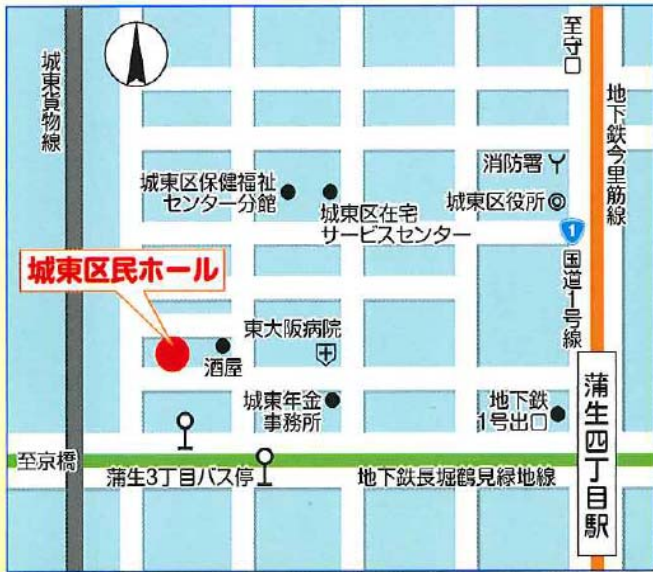 至守口
城東貨物線
地下鉄今里筋線
消防署
城東区保健福祉
センター分館
城東区役所
城東区在宅
サービスセンター
1
国道1号線
城東区民ホール
東大阪病院
酒屋
城東年金
事務所
地下鉄
1号出口
蒲生四丁目駅
至京橋
蒲生3丁目バス停
地下鉄長堀鶴見緑地線